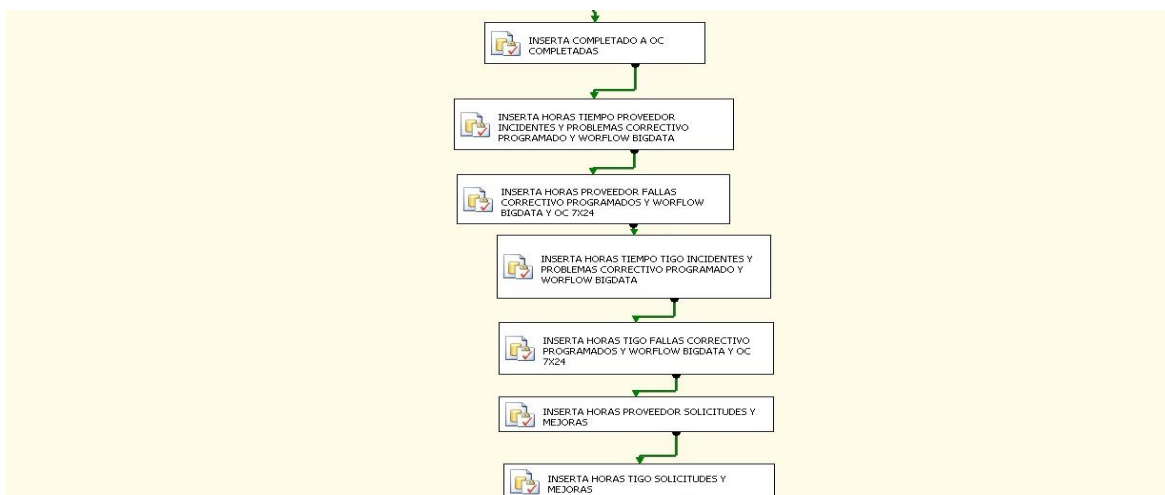 INSERTA COMPLETADO A OC
COMPLETADAS
INSERTA HORAS TIEMPO PROVEEDOR
INCIDENTES Y PROBLEMAS CORRECTIVO
PROGRAMADO Y WORFLOW BIGDATA
INSERTA HORAS PROVEEDOR FALLAS
CORRECTIVO PROGRAMADOS Y WORFLOW
BIGDATA Y OC 7X24
INSERTA HORAS TIEMPO TIGO INCIDENTES Y
PROBLEMAS CORRECTIVO PROGRAMADO Y
WORFLOW BIGDATA
INSERTA HORAS TIGO FALLAS CORRECTIVO
PROGRAMADOS Y WORFLOW BIGDATA Y OC
7X24
INSERTA HORAS PROVEEDOR SOLICITUDES Y
MEJORAS
INSERTA HORAS TIGO SOLICITUDES Y
MEJORAS